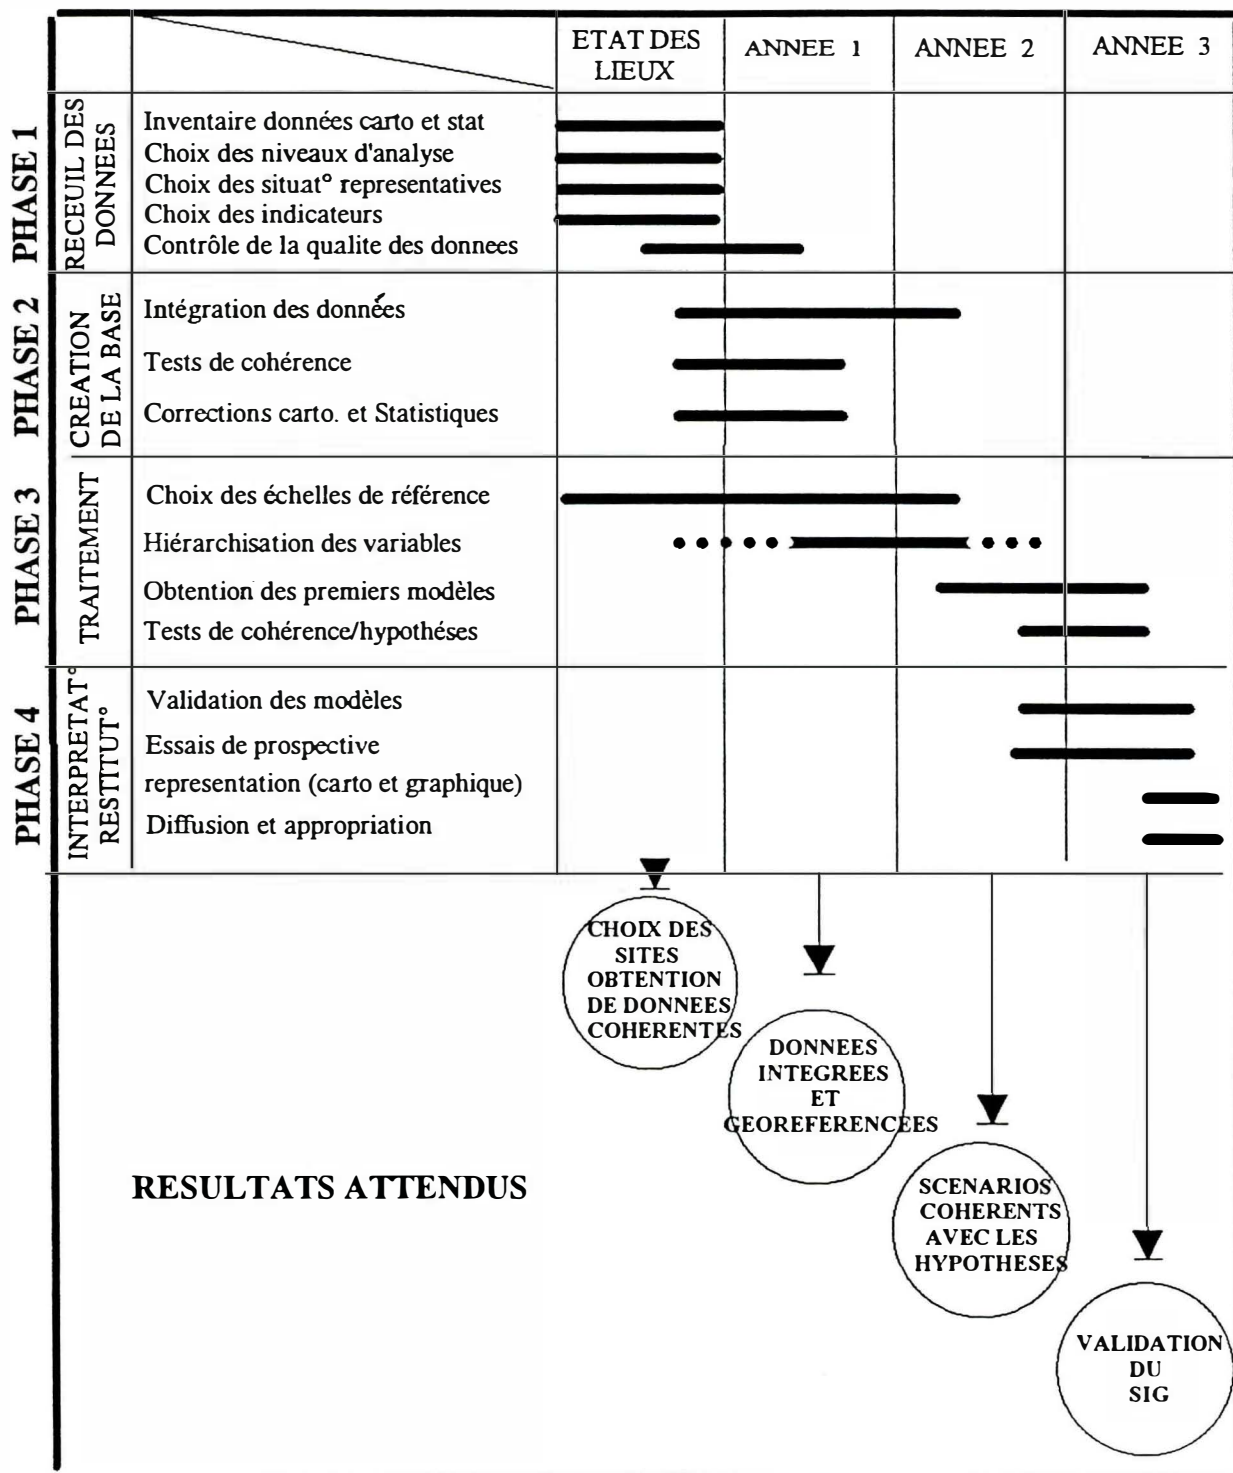 ETAT DES
LIEUX
ANNEE 1
ANNEE 2
ANNEE 3
PHASE 1
RECEUIL DES
DONNEES
Inventaire données carto et stat
Choix des niveaux d'analyse
Choix des situat° representatives
Choix des indicateurs
Contrôle de la qualite des donnees
PHASE 2
CREATION
DE LA BASE
Intégration des données
Tests de cohérence
Corrections carto. et Statistiques
PHASE 3
TRAITEMENT
Choix des échelles de référence
Hiérarchisation des variables
Obtention des premiers modèles
Tests de cohérence/hypothéses
PHASE 4
INTERPRETAT°
RESTITUT°
Validation des modèles
Essais de prospective
representation (carto et graphique)
Diffusion et appropriation
CHOIX DES
SITES
OBTENTION
DE DONNEES
COHERENTES
DONNEES
INTEGREES
ET
GEOREFERENCEES
SCENARIOS
COHERENTS
AVEC LES
HYPOTHESES
VALIDATION
DU
SIG
RESULTATS ATTENDUS